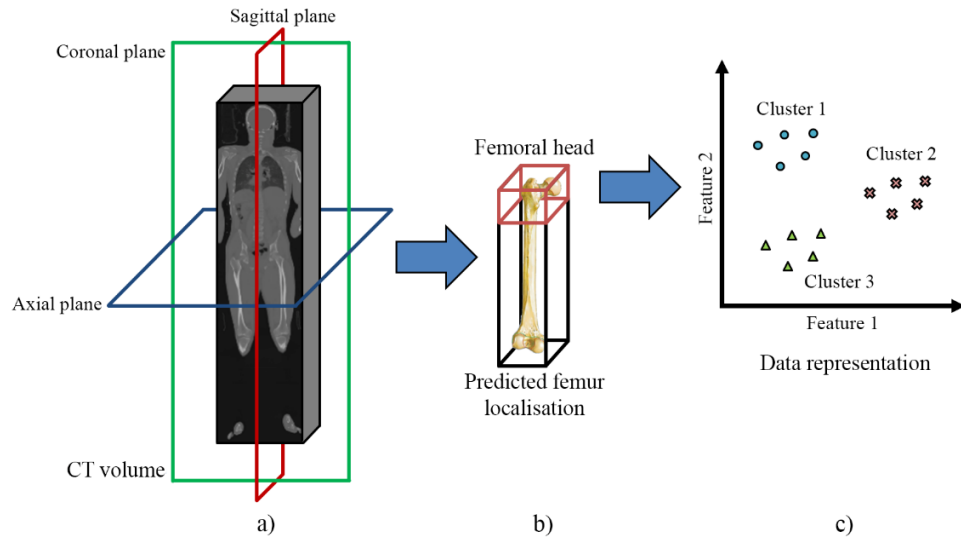 Sagittal plane
Coronal plane
Axial plane
CT volume
a)
Femoral head
Predicted femur
localisation
b)
Feature 2
Cluster 1
Cluster 2
Cluster 3
Feature 1
Data representation
c)